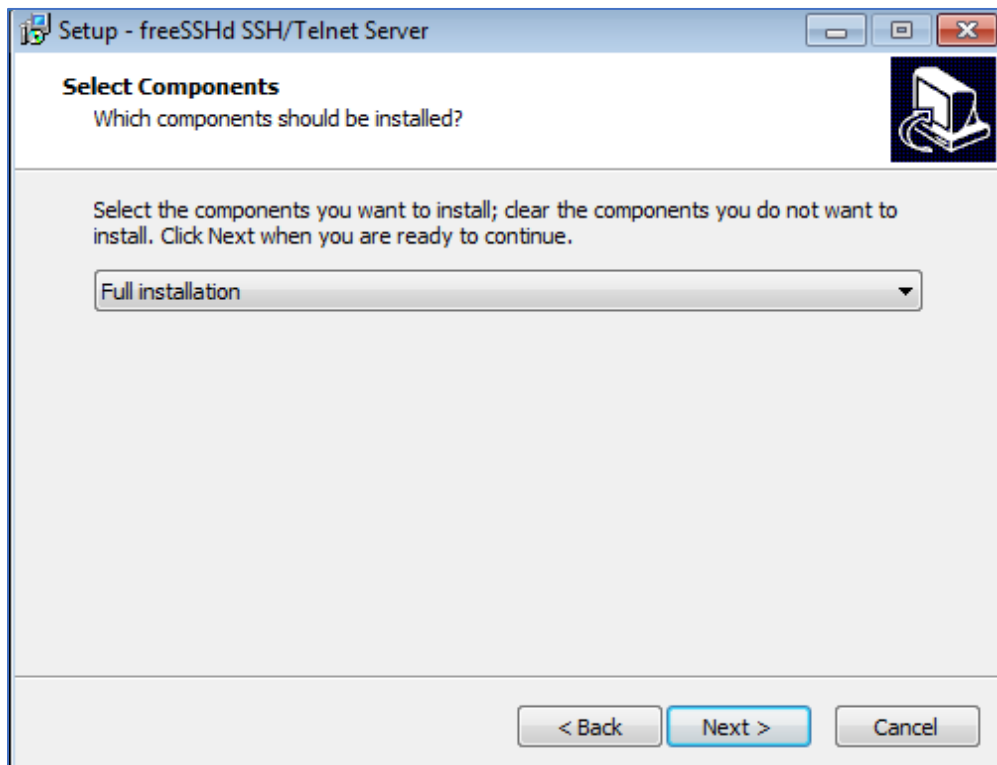 Setup - freeSSHd SSH/Telnet Server
Select Components
Which components should be installed?
Select the components you want to install; clear the components you do not want to
install. Click Next when you are ready to continue.
Full installation
< Back
Next >
Cancel